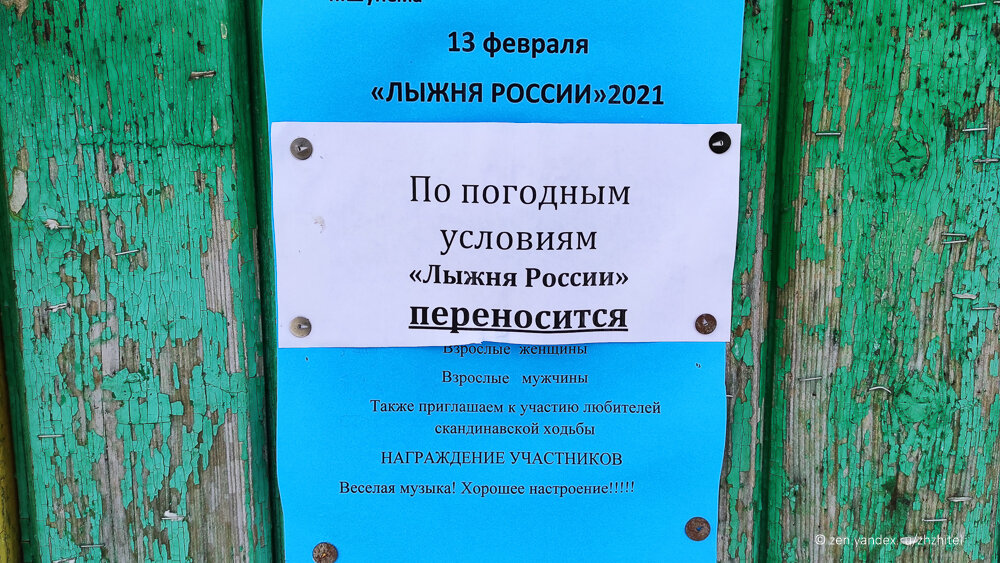 13 февраля
«ЛЫЖНЯ РОССИИ»2021
По погодным
условиям
«Лыжня России»
переносится
Взрослые женщины
Взрослые мужчины
Также приглашаем к участию любителей
скандинавской ходьбы
НАГРАЖДЕНИЕ УЧАСТНИКОВ
Веселая музыка! Хорошее настроение!!!!!
© zen.yandex.ru/zhzhitel